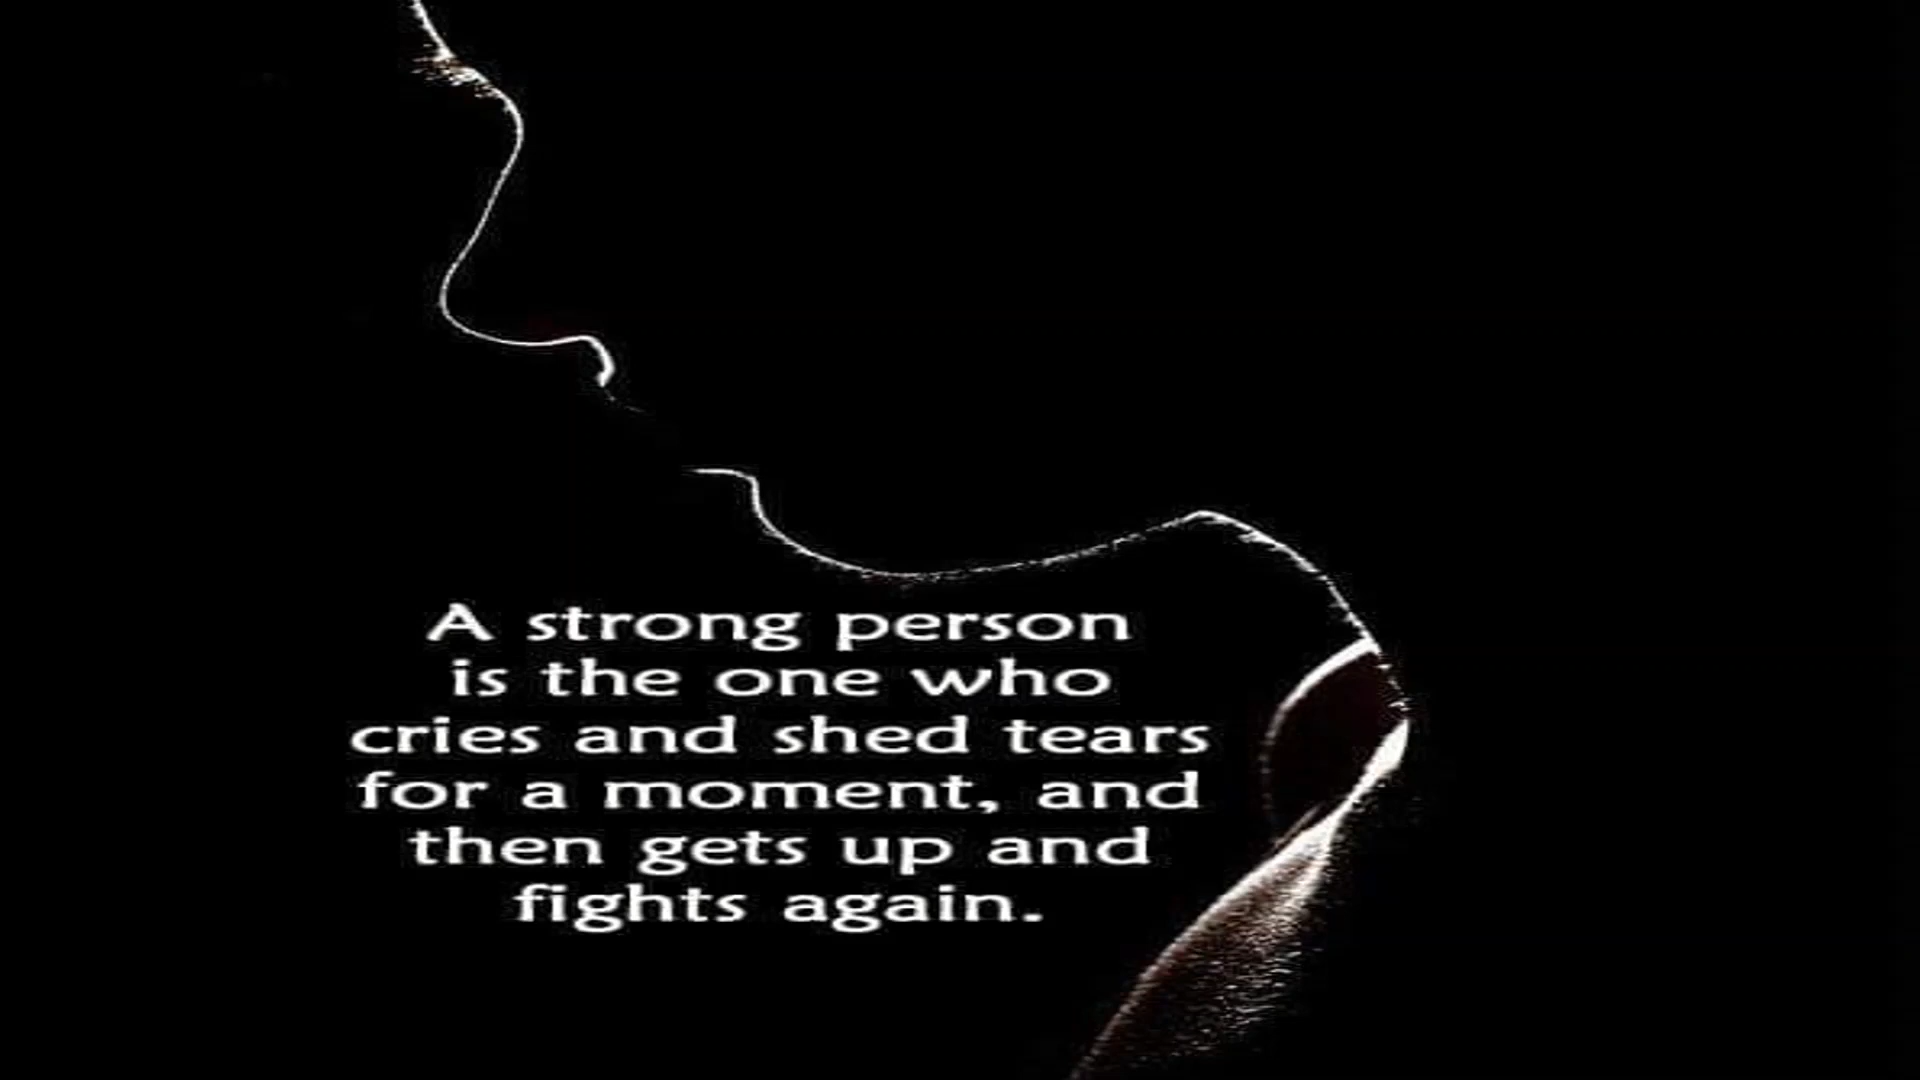 A strong person
is the one who
cries and shed tears
for a moment, and
then gets up and
fights again.